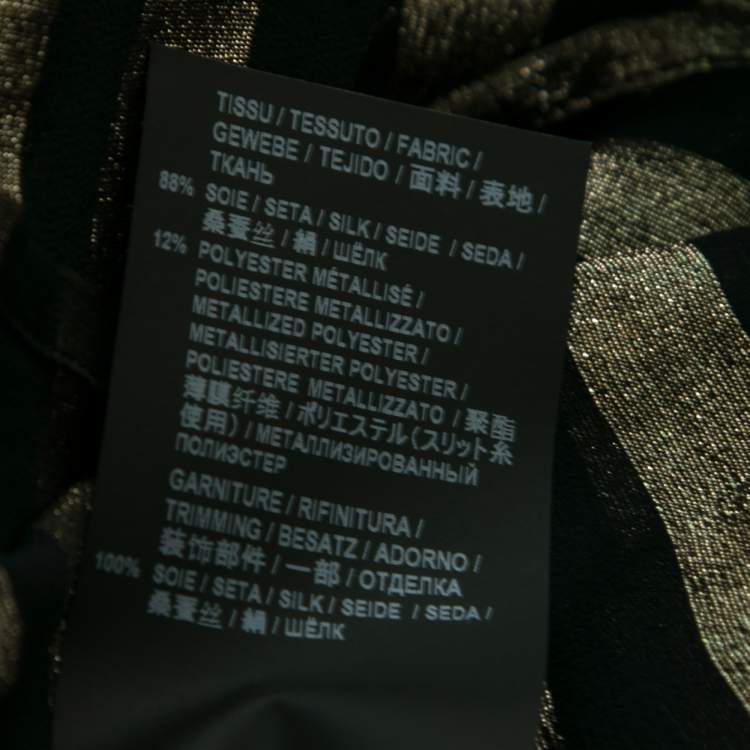 TISSU / TESSUTO / FABRIC /
GEWEBE / TEJIDO / 面料 / 表地 /
ТКАНЬ
88% SOIE / SETA / SILK / SEIDE / SEDA /
桑蚕丝 / 絹 / ШЁЛК
12% POLYESTER MÉTALLISÉ /
POLIESTERE METALLIZZATO /
METALLIZED POLYESTER /
METALLISIERTER POLYESTER /
POLIESTERE METALLIZZATO / 聚酯
薄膜纤维 / ポリエステル(スリット糸
使用) / МЕТАЛЛИЗИРОВАННЫЙ
ПОЛИЭСТЕР
GARNITURE / RIFINITURA /
TRIMMING / BESATZ / ADORNO /
装饰部件 / 一部 / ОТДЕЛКА
100% SOIE / SETA / SILK / SEIDE / SEDA /
桑蚕丝 / 絹 / ШЁЛК